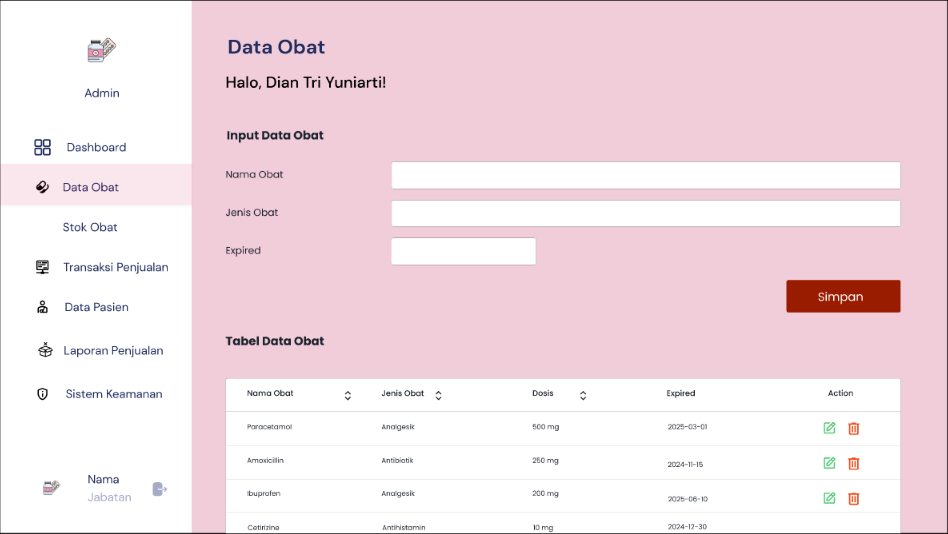 Admin
Dashboard
Data Obat
Stok Obat
Transaksi Penjualan
Data Pasien
Laporan Penjualan
Sistem Keamanan
Nama
Jabatan
Data Obat
Halo, Dian Tri Yuniarti!
Input Data Obat
Nama Obat
Jenis Obat
Expired
Simpan
Tabel Data Obat
Nama Obat Jenis Obat Dosis Expired Action
Paracetamol Analgesik 500 mg 2025-03-01
Amoxicillin Antibiotik 250 mg 2024-11-15
Ibuprofen Analgesik 200 mg 2025-06-10
Cetirizine Antihistamin 10 mg 2024-12-30